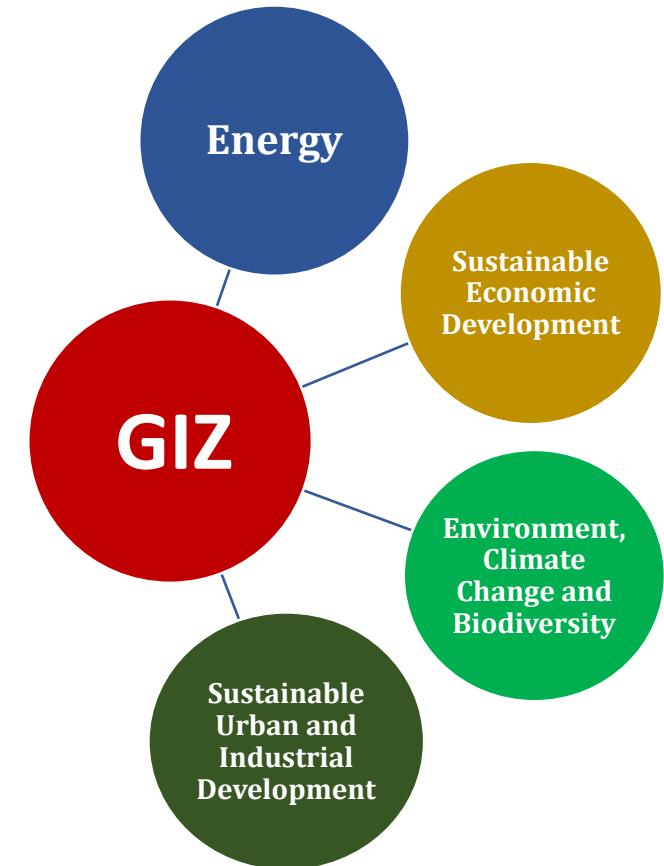 Energy
Sustainable
Economic
Development
GIZ
Environment,
Climate
Change and
Biodiversity
Sustainable
Urban and
Industrial
Development